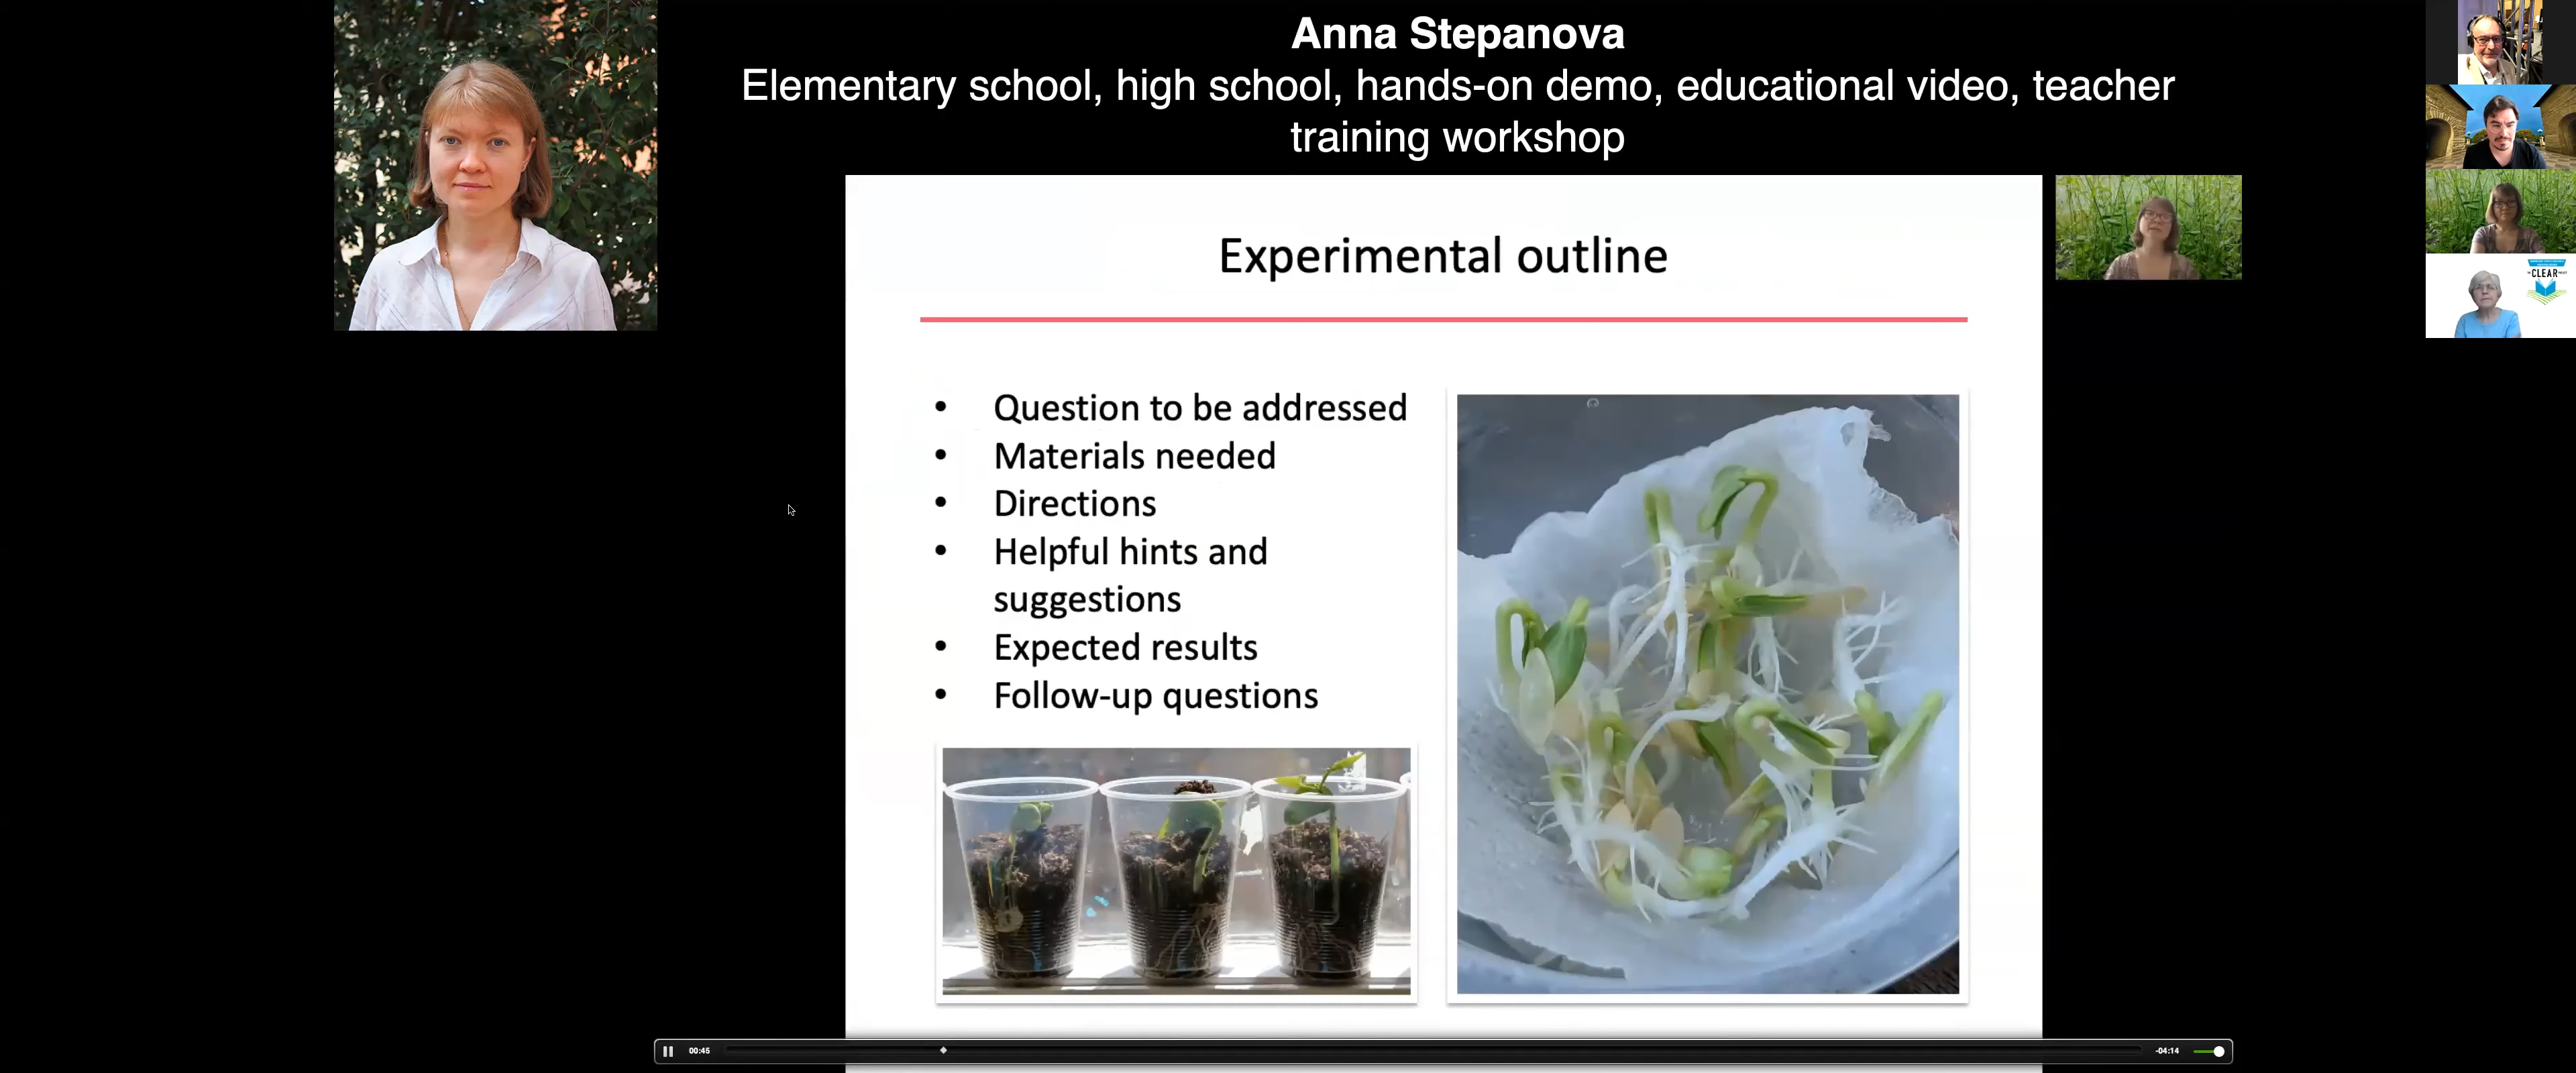 Anna Stepanova
Elementary school, high school, hands-on demo, educational video, teacher
training workshop
Experimental outline
• Question to be addressed
• Materials needed
• Directions
• Helpful hints and
suggestions
• Expected results
• Follow-up questions
CLEAR
00:45
-04:14